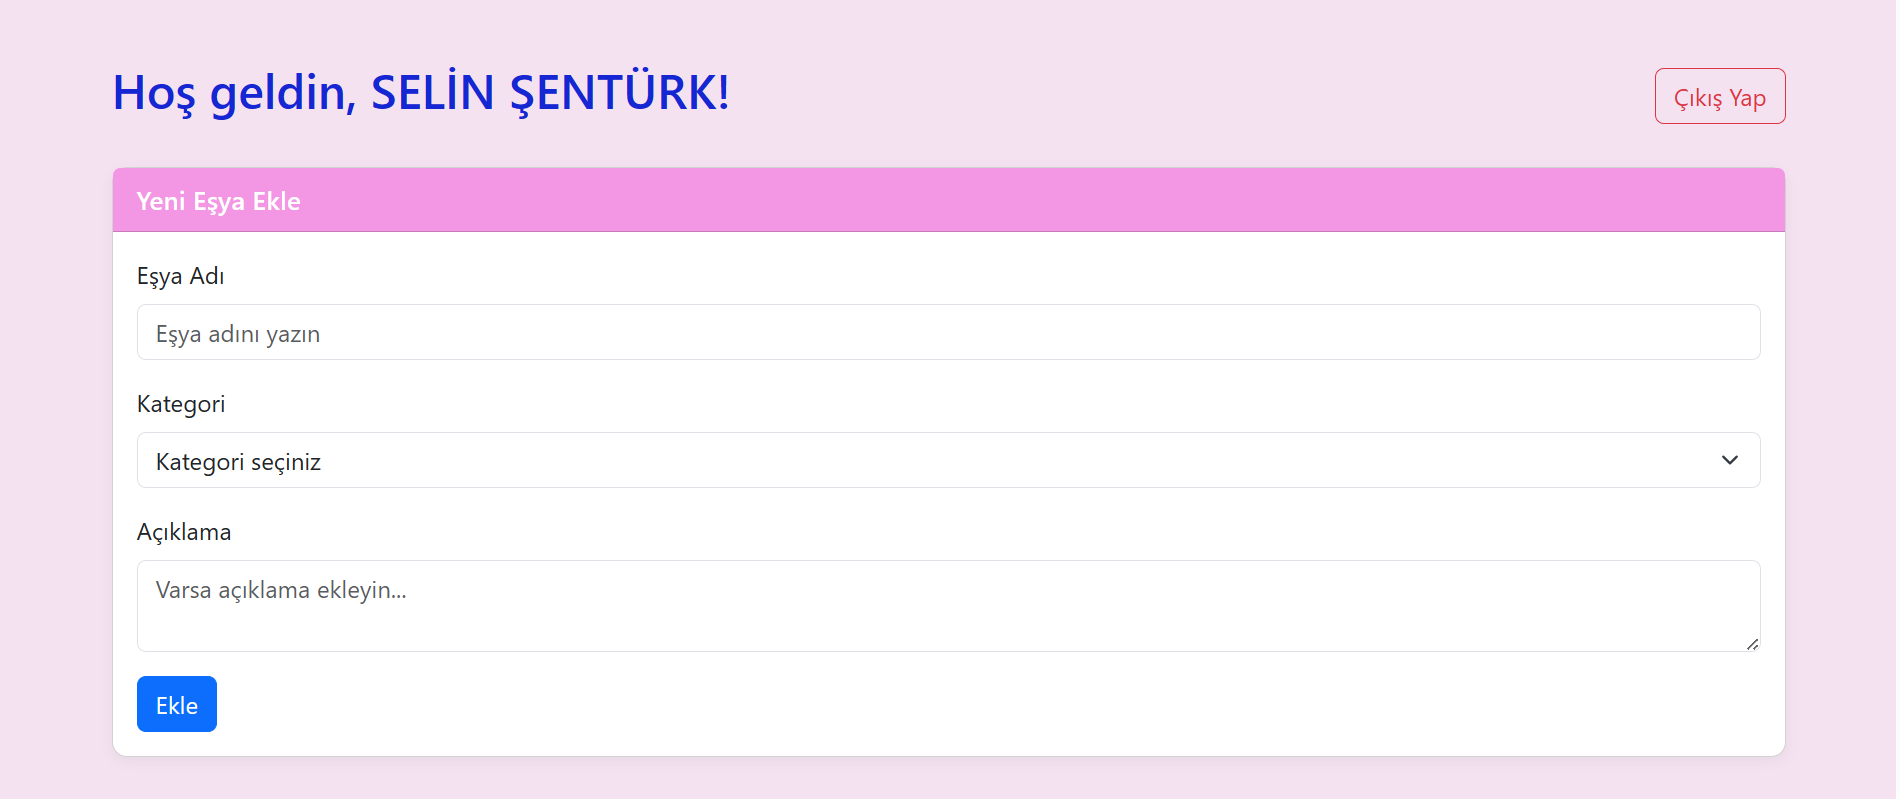 Hoş geldin, SELİN ŞENTÜRK!
Çıkış Yap
Yeni Eşya Ekle
Eşya Adı
Eşya adını yazın
Kategori
Kategori seçiniz
Açıklama
Varsa açıklama ekleyin...
Ekle